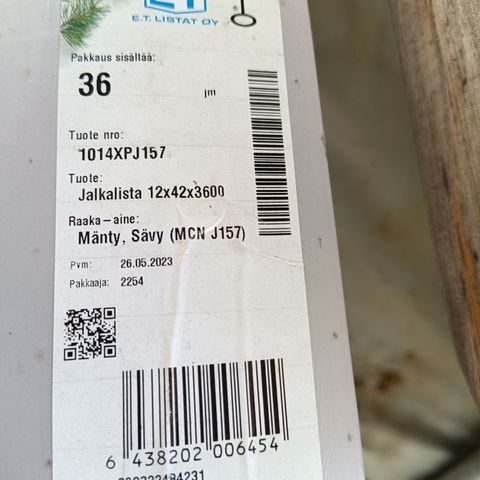 E.T. LISTAT OY
Pakkaus sisältää:
36 jm
Tuote nro:
1014XPJ157
Tuote:
Jalkalista 12x42x3600
Raaka-aine:
Mänty, Sävy (MCN J157)
Pvm: 26.05.2023
Pakkaaja: 2254
6 438202 006454